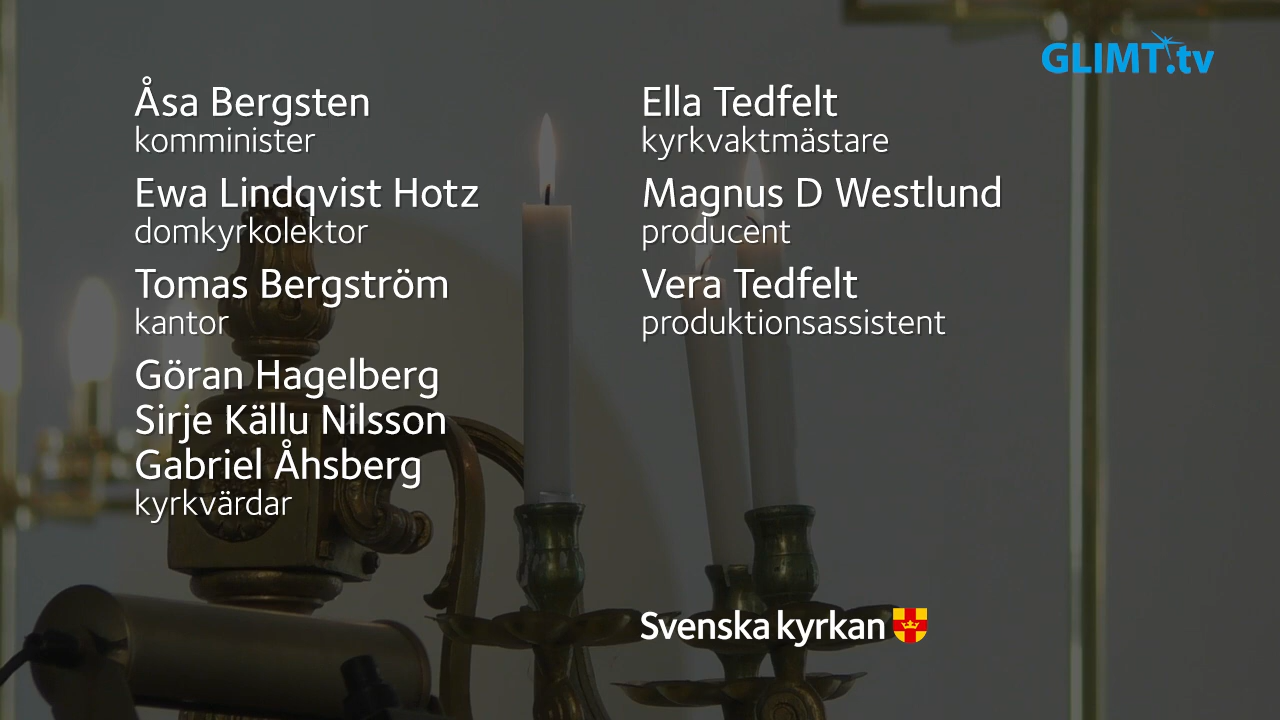 GLIMT.tv
Åsa Bergsten
komminister
Ewa Lindqvist Hotz
domkyrkolektor
Tomas Bergström
kantor
Göran Hagelberg
Sirje Källu Nilsson
Gabriel Åhsberg
kyrkvärdar
Ella Tedfelt
kyrkvaktmästare
Magnus D Westlund
producent
Vera Tedfelt
produktionsassistent
Svenska kyrkan